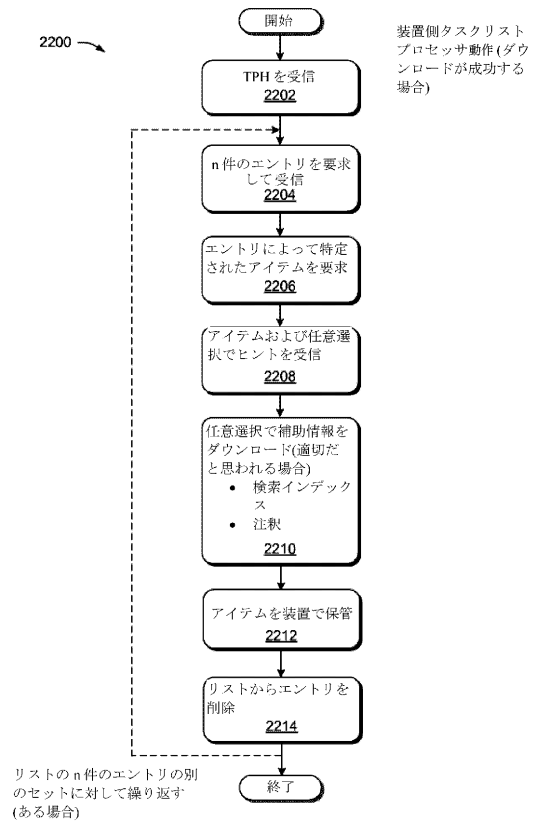 開始
2200
装置側タスクリスト
プロセッサ動作(ダウ
ンロードが成功する
場合)
TPHを受信
2202
n件のエントリを要求
して受信
2204
エントリによって特定
されたアイテムを要求
2206
アイテムおよび任意選
択でヒントを受信
2208
任意選択で補助情報を
ダウンロード(適切だ
と思われる場合)
• 検索インデック
ス
• 注釈
2210
アイテムを装置で保管
2212
リストからエントリを
削除
2214
リストのn件のエントリの別
のセットに対して繰り返す
(ある場合)
終了